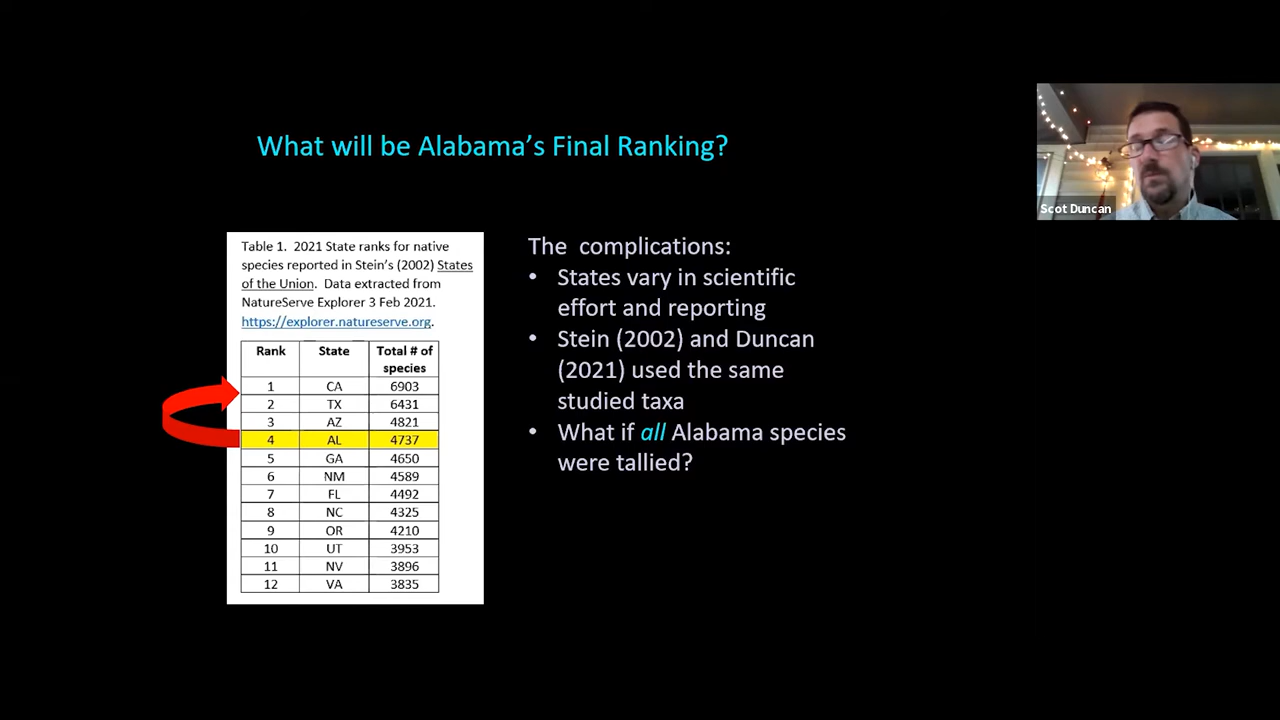 What will be Alabama's Final Ranking?
Scot Duncan
Table 1. 2021 State ranks for native
species reported in Stein's (2002) States
of the Union. Data extracted from
NatureServe Explorer 3 Feb 2021.
https://explorer.natureserve.org.
Rank State Total # of
species
1 CA 6903
2 TX 6431
3 AZ 4821
4 AL 4737
5 GA 4650
6 NM 4589
7 FL 4492
8 NC 4325
9 OR 4210
10 UT 3953
11 NV 3896
12 VA 3835
The complications:
• States vary in scientific
effort and reporting
• Stein (2002) and Duncan
(2021) used the same
studied taxa
• What if all Alabama species
were tallied?